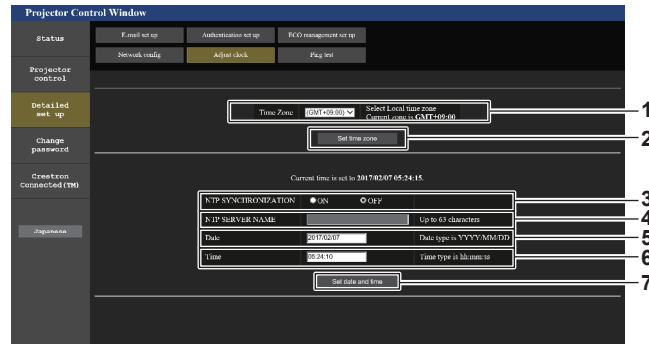 Projector Control Window
Status
E-mail set up
Authentication set up
ECO management set up
Network config
Adjust clock
Ping test
Projector
control
Detailed
set up
Change
password
Crestron
Connected(TM)
Japanese
Time Zone
(GMT+09:00)
Select Local time zone
Current zone is GMT+09:00
1
Set time zone
2
Current time is set to 2017/02/07 05:24:15.
NTP SYNCHRONIZATION
ON
OFF
3
NTP SERVER NAME
Up to 63 characters
4
Date
2017/02/07
Date type is YYYY/MM/DD
5
Time
05:24:10
Time type is hh:mm:ss
6
Set date and time
7